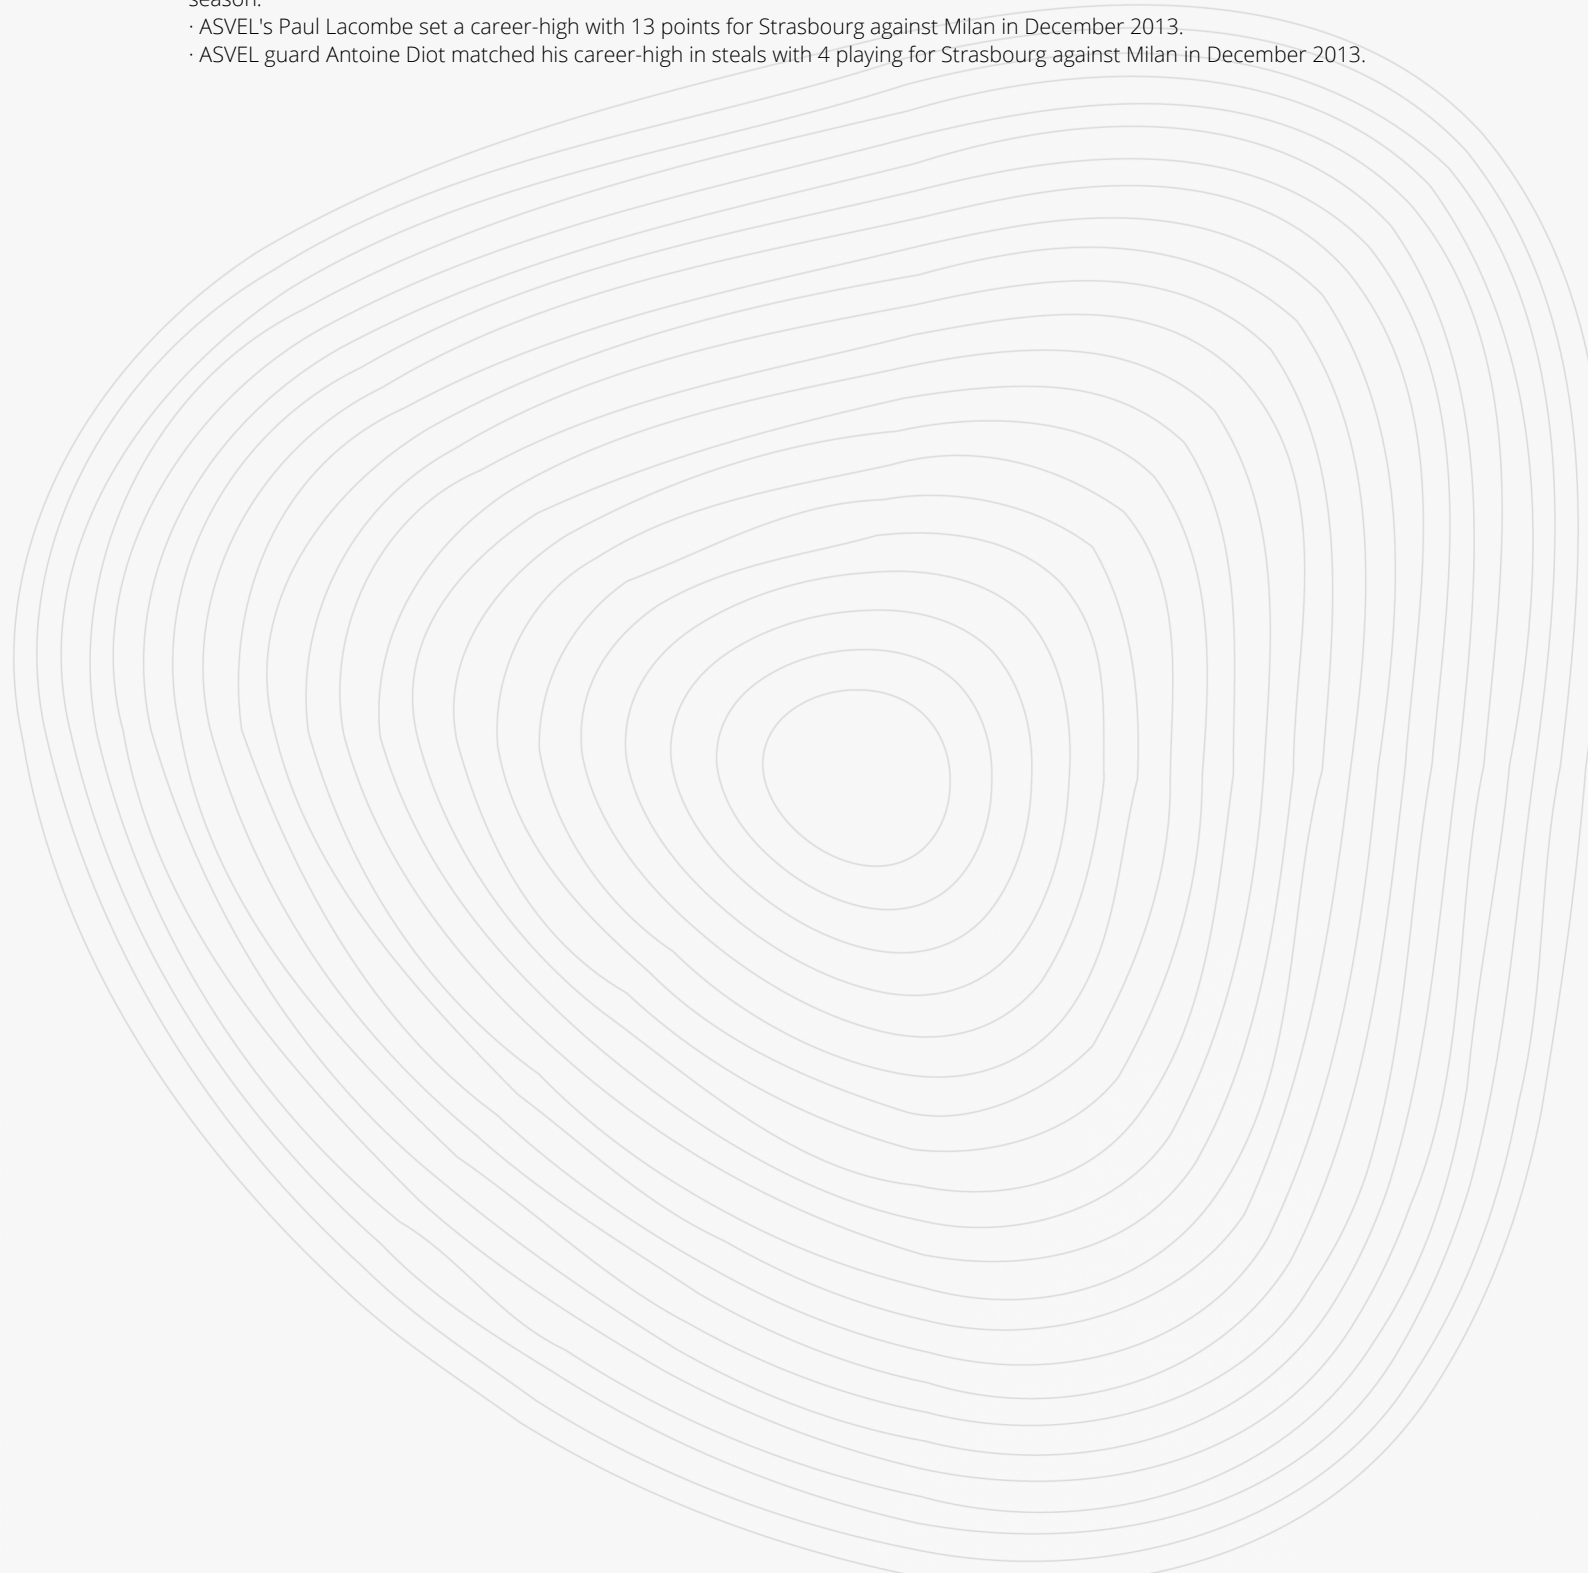 season.
· ASVEL's Paul Lacombe set a career-high with 13 points for Strasbourg against Milan in December 2013.
· ASVEL guard Antoine Diot matched his career-high in steals with 4 playing for Strasbourg against Milan in December 2013.